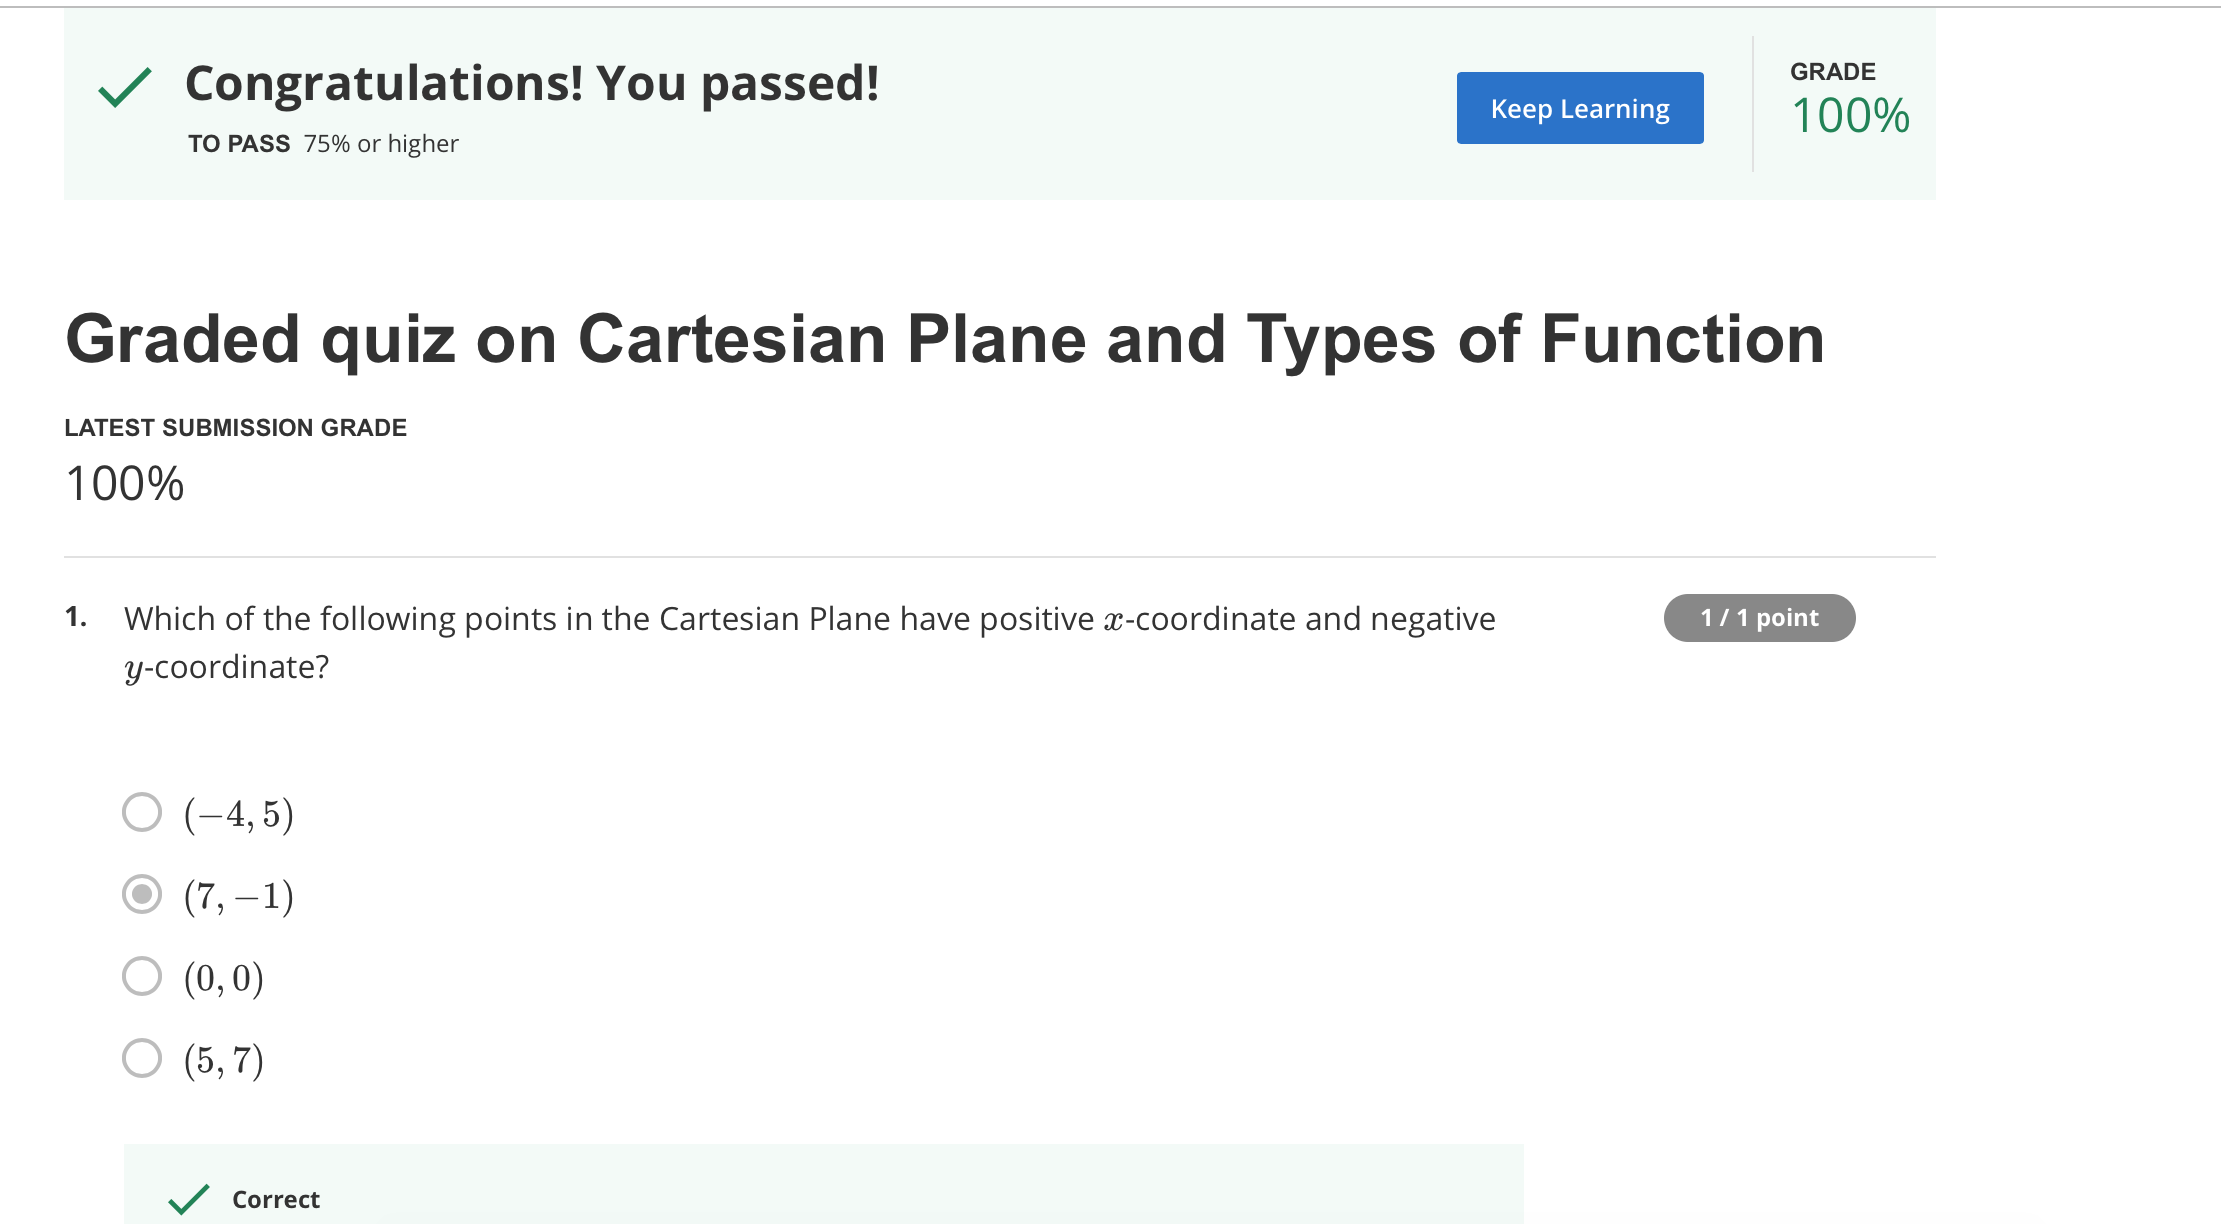 Congratulations! You passed!
TO PASS 75% or higher
Keep Learning
GRADE
100%
Graded quiz on Cartesian Plane and Types of Function
LATEST SUBMISSION GRADE
100%
1. Which of the following points in the Cartesian Plane have positive x-coordinate and negative
y-coordinate?
1 / 1 point
(−4, 5)
(7, −1)
(0, 0)
(5, 7)
Correct